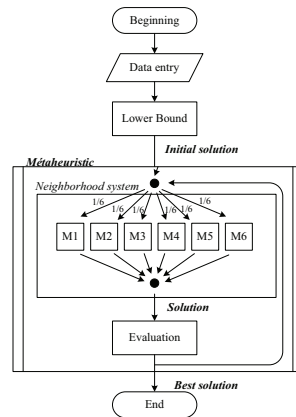 Beginning
Data entry
Lower Bound
Initial solution
Métaheuristic
Neighborhood system
1/6 1/6 1/6 1/6 1/6 1/6
M1 M2 M3 M4 M5 M6
Solution
Evaluation
Best solution
End